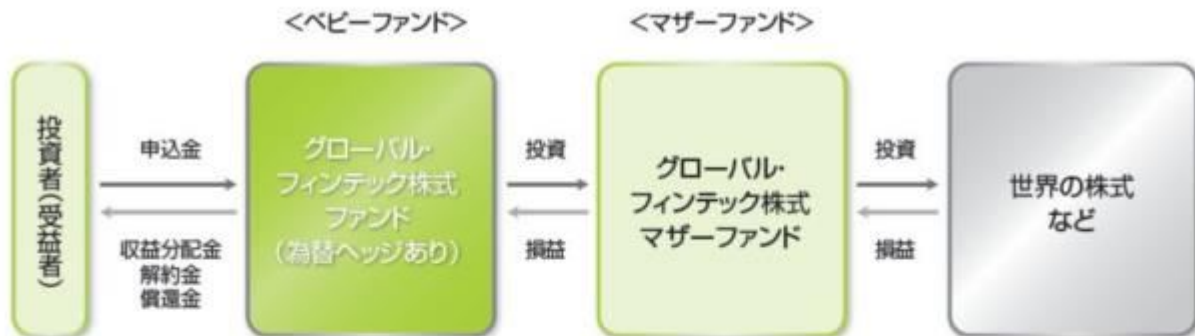 <ベビーファンド>
<マザーファンド>
投資者(受益者)
申込金
収益分配金
解約金
償還金
グローバル・
フィンテック株式
ファンド
(為替ヘッジあり)
投資
損益
グローバル・
フィンテック株式
マザーファンド
投資
損益
世界の株式
など